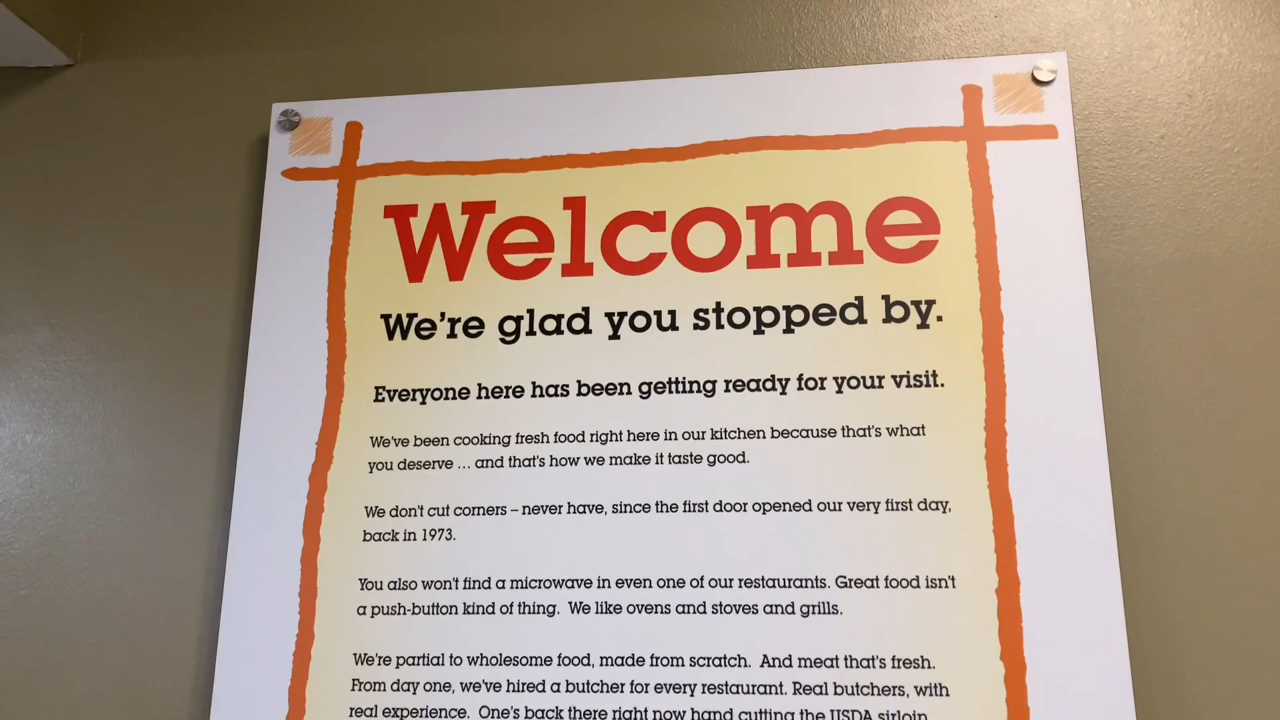 Welcome
We're glad you stopped by.
Everyone here has been getting ready for your visit.
We've been cooking fresh food right here in our kitchen because that's what
you deserve ... and that's how we make it taste good.
We don't cut corners – never have, since the first door opened our very first day,
back in 1973.
You also won't find a microwave in even one of our restaurants. Great food isn't
a push-button kind of thing. We like ovens and stoves and grills.
We're partial to wholesome food, made from scratch. And meat that's fresh.
From day one, we've hired a butcher for every restaurant. Real butchers, with
real experience. One's back there right now hand cutting the USDA sirloin